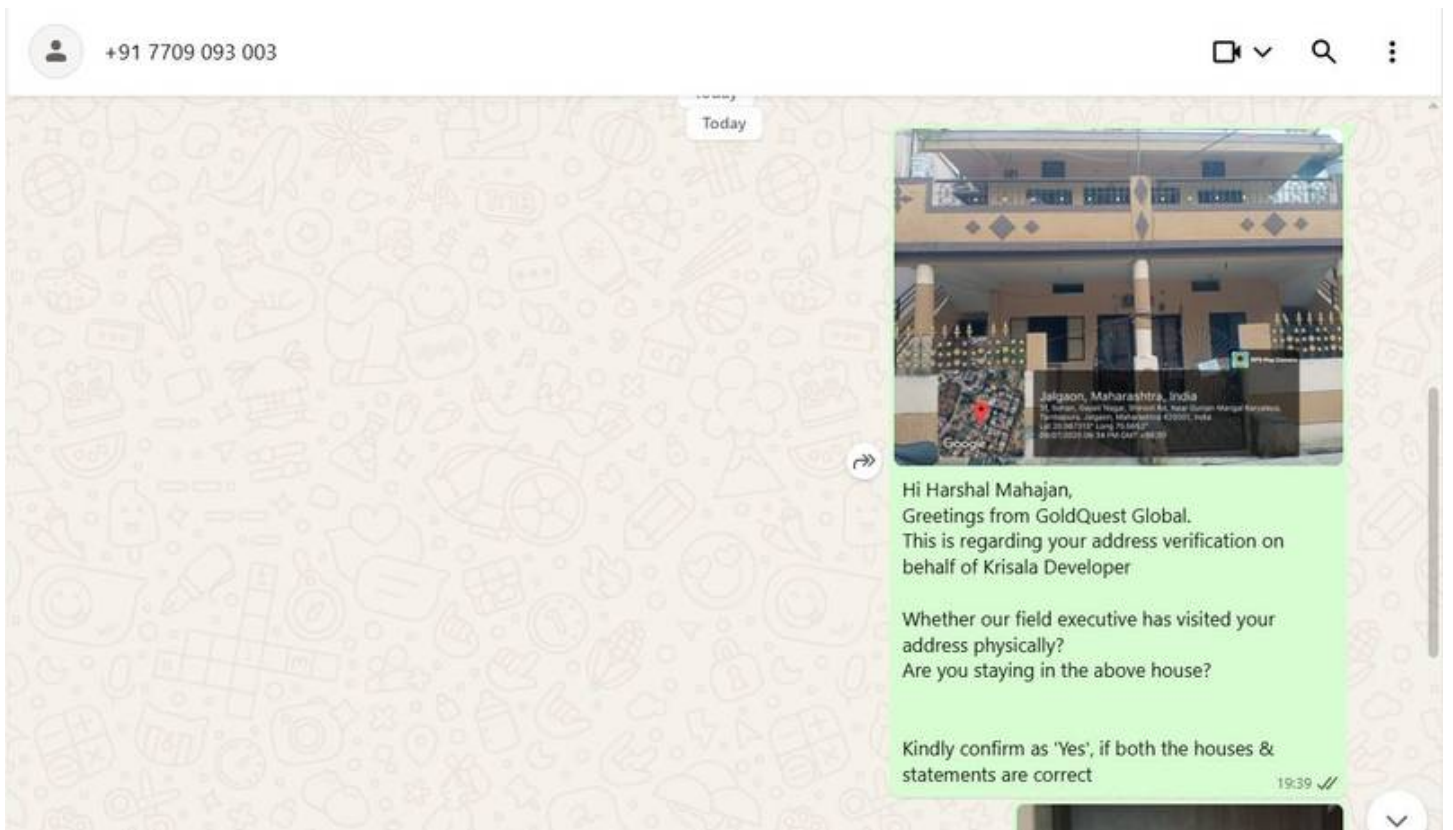 +91 7709 093 003
Today
Today
Jalgaon, Maharashtra, India
Google
Hi Harshal Mahajan,
Greetings from GoldQuest Global.
This is regarding your address verification on
behalf of Krisala Developer
Whether our field executive has visited your
address physically?
Are you staying in the above house?
Kindly confirm as 'Yes', if both the houses &
statements are correct
19:39